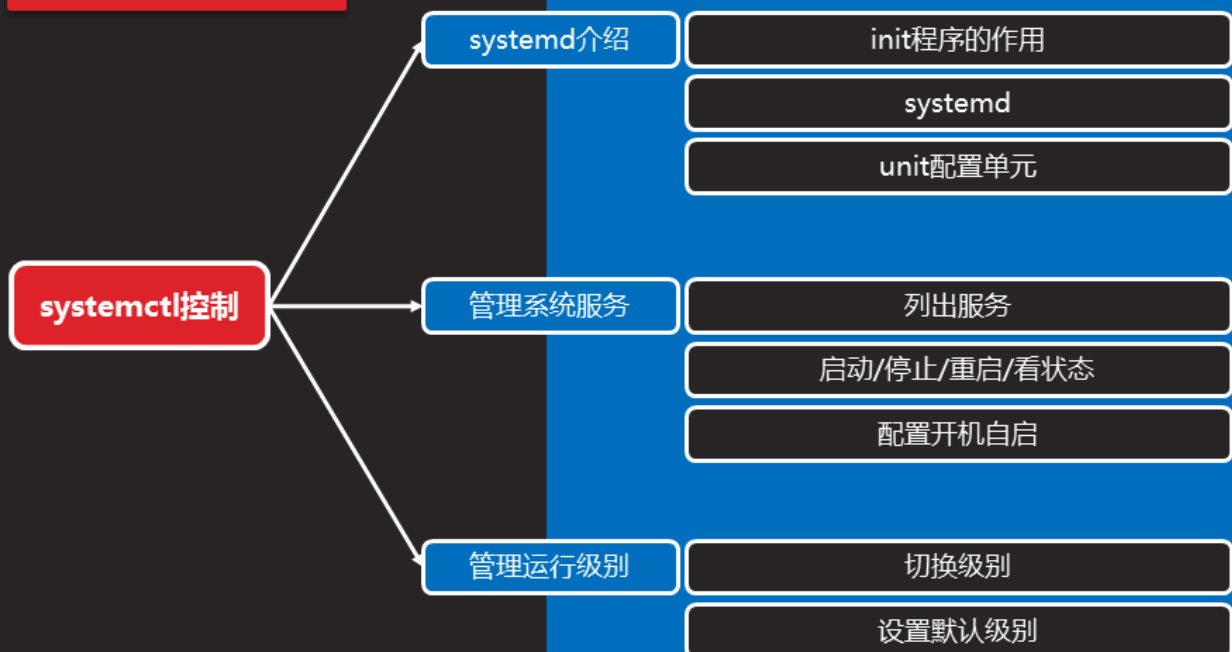 systemd介绍
init程序的作用
systemd
unit配置单元
systemctl控制
管理系统服务
列出服务
启动/停止/重启/看状态
配置开机自启
管理运行级别
切换级别
设置默认级别